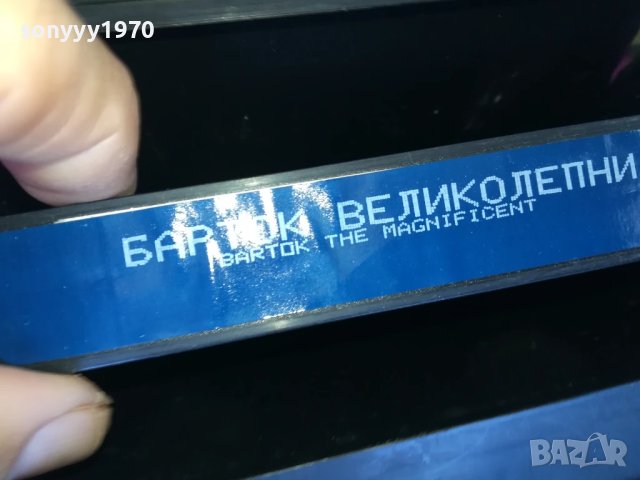 sonyyy1970
БАРТОК ВЕЛИКОЛЕПНИ
BARTOK THE MAGNIFICENT
BAZAR